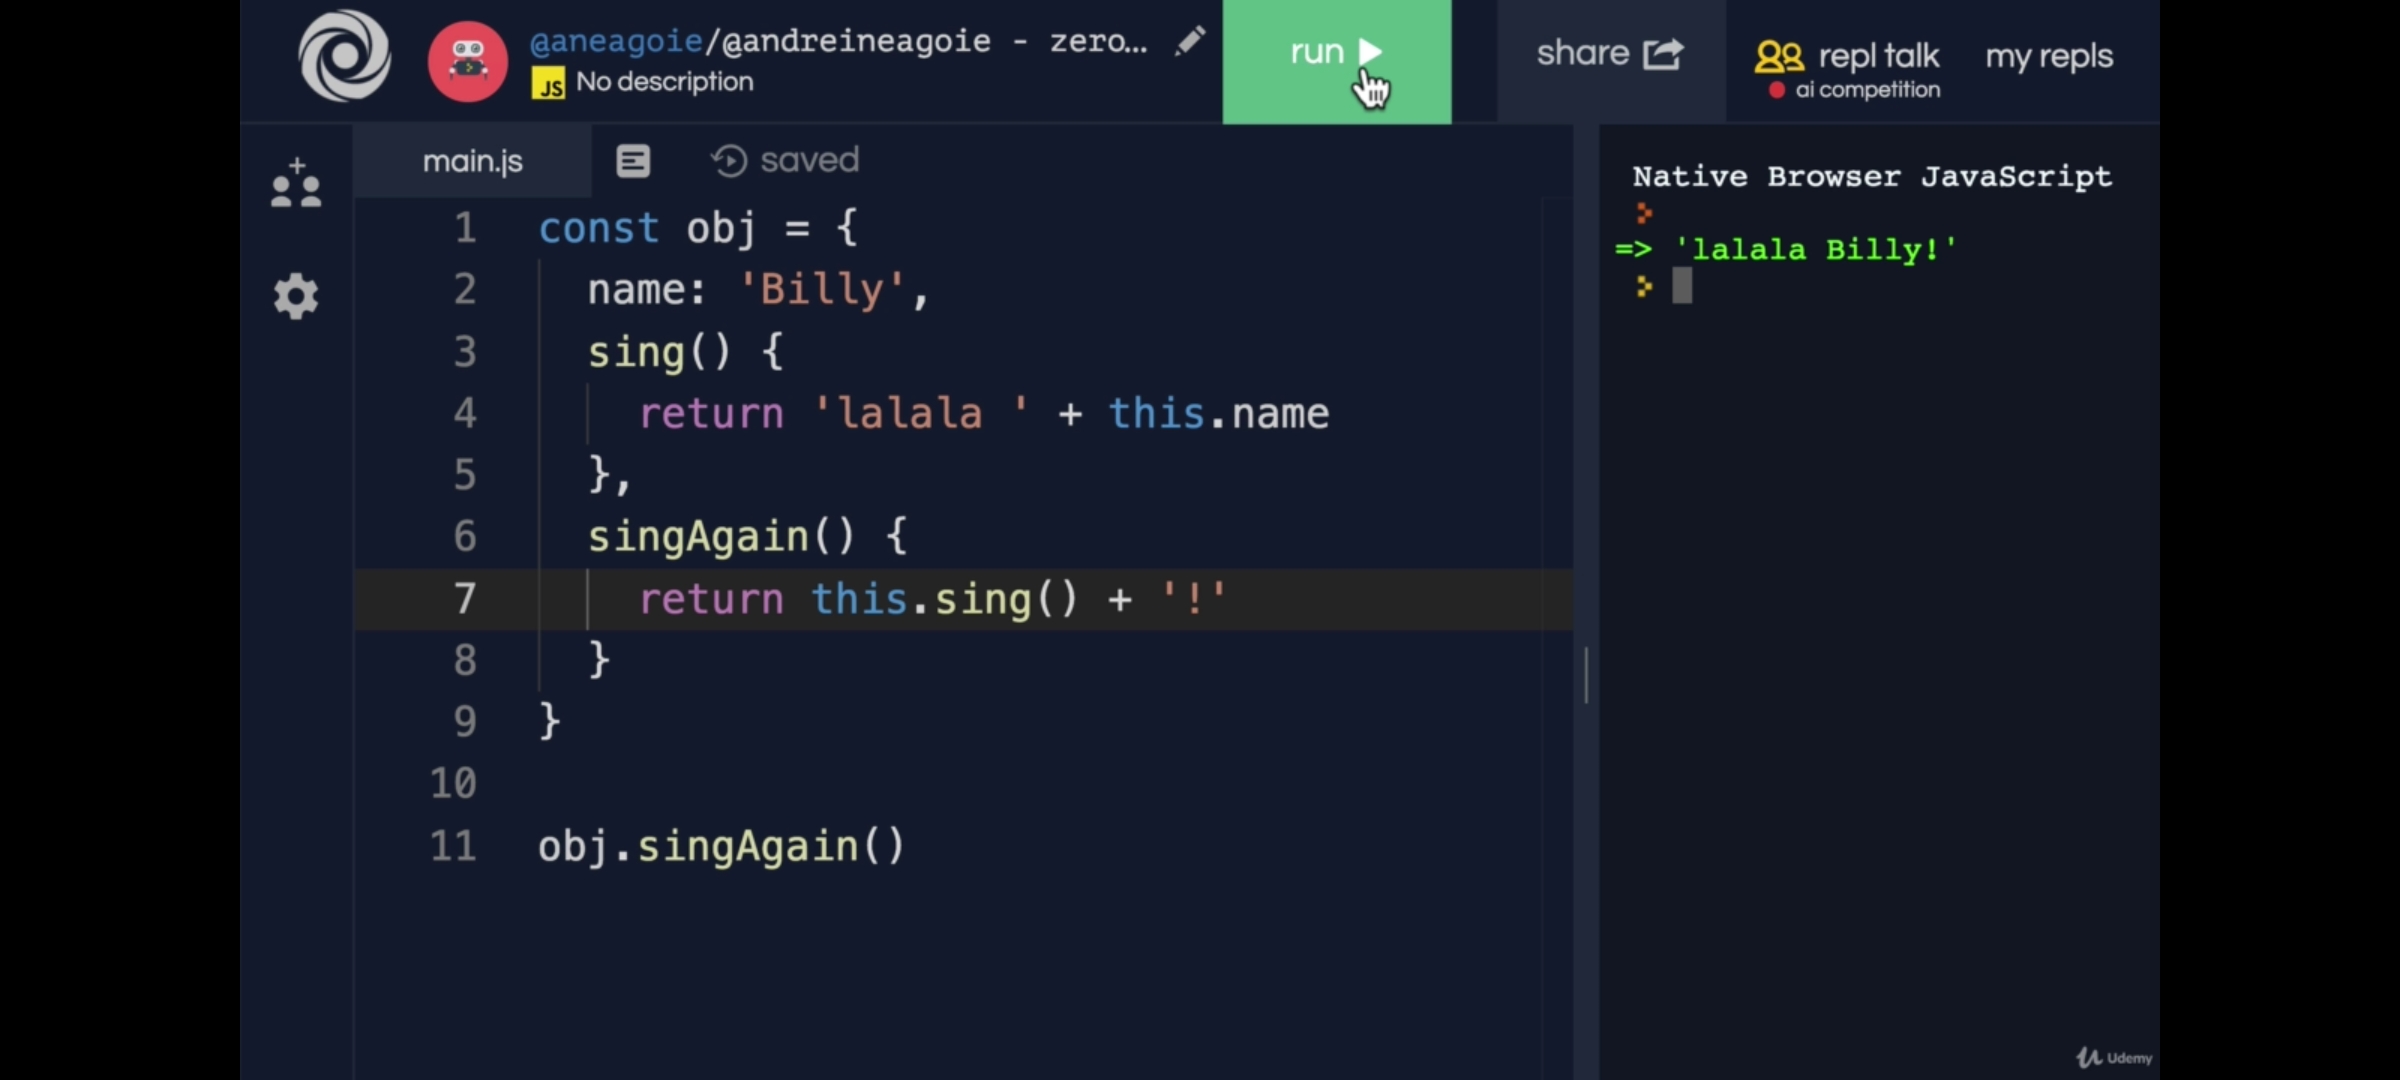 @aneagoie/@andreineagoie - zero...
JS No description
run
share
repl talk
ai competition
my repls
main.js
saved
1 const obj = {
2   name: 'Billy',
3   sing() {
4     return 'lalala ' + this.name
5   },
6   singAgain() {
7     return this.sing() + '!'
8   }
9 }
10
11 obj.singAgain()
Native Browser JavaScript
=> 'lalala Billy!'
Udemy